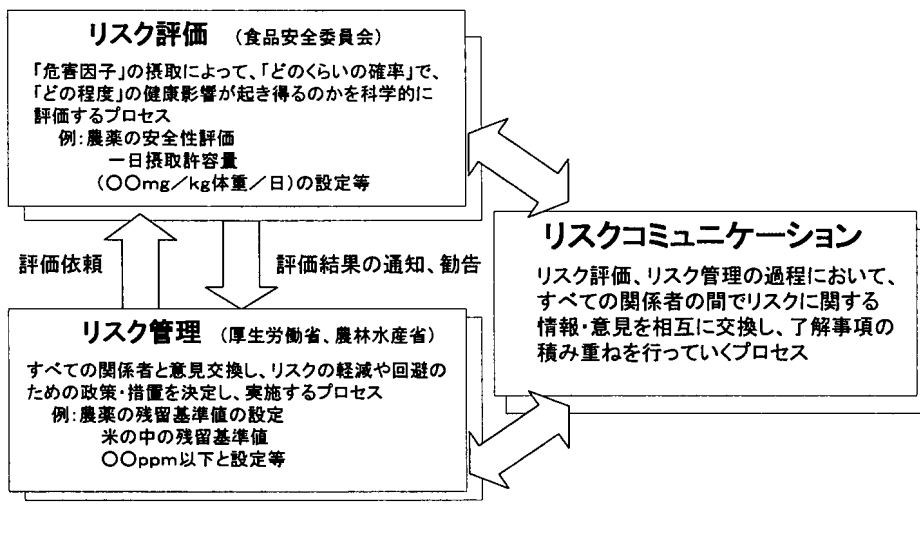 リスク評価 (食品安全委員会)
「危害因子」の摂取によって、「どのくらいの確率」で、
「どの程度」の健康影響が起き得るのかを科学的に
評価するプロセス
例:農薬の安全性評価
一日摂取許容量
(〇〇mg/kg体重/日)の設定等
評価依頼
評価結果の通知、勧告
リスク管理 (厚生労働省、農林水産省)
すべての関係者と意見交換し、リスクの軽減や回避の
ための政策・措置を決定し、実施するプロセス
例:農薬の残留基準値の設定
米の中の残留基準値
〇〇ppm以下と設定等
リスクコミュニケーション
リスク評価、リスク管理の過程において、
すべての関係者の間でリスクに関する
情報・意見を相互に交換し、了解事項の
積み重ねを行っていくプロセス